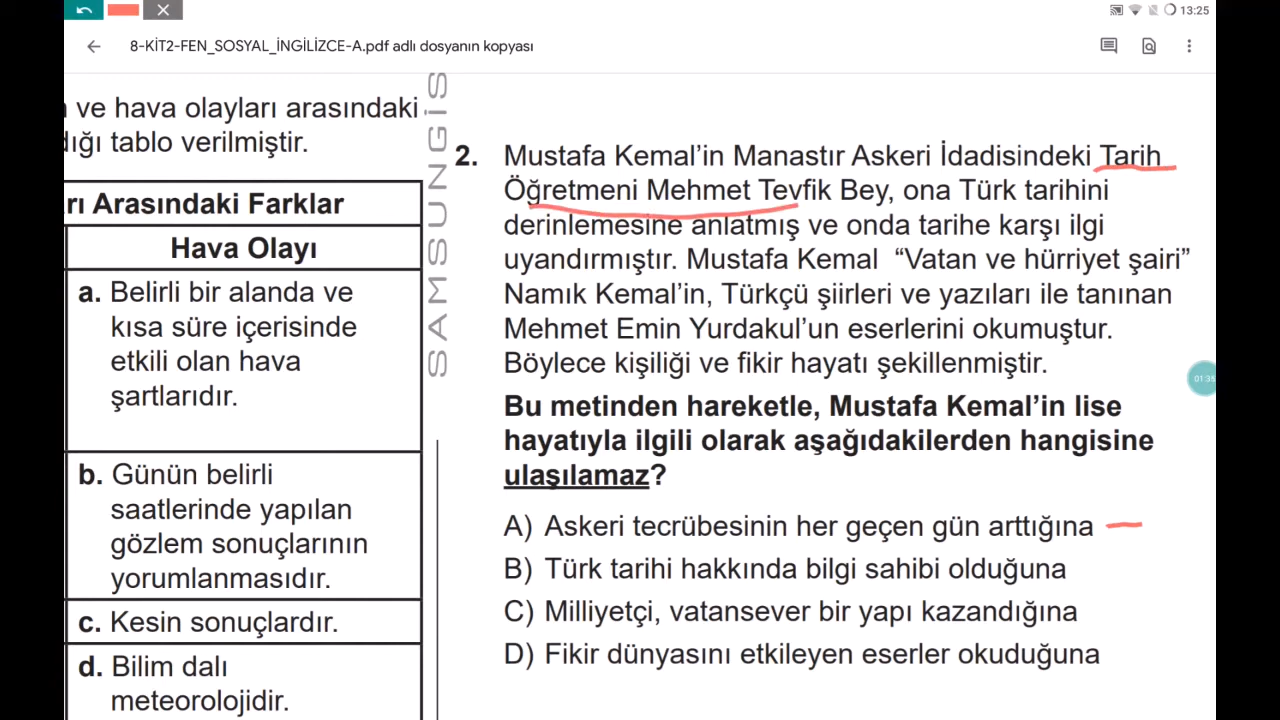 13:25
8-KİT2-FEN_SOSYAL_İNGİLİZCE-A.pdf adlı dosyanın kopyası
ve hava olayları arasındaki
dığı tablo verilmiştir.
rı Arasındaki Farklar
Hava Olayı
a. Belirli bir alanda ve
kısa süre içerisinde
etkili olan hava
şartlarıdır.
b. Günün belirli
saatlerinde yapılan
gözlem sonuçlarının
yorumlanmasıdır.
c. Kesin sonuçlardır.
d. Bilim dalı
meteorolojidir.
SAMSUNGİS
2. Mustafa Kemal’in Manastır Askeri İdadisindeki Tarih
Öğretmeni Mehmet Tevfik Bey, ona Türk tarihini
derinlemesine anlatmış ve onda tarihe karşı ilgi
uyandırmıştır. Mustafa Kemal “Vatan ve hürriyet şairi”
Namık Kemal’in, Türkçü şiirleri ve yazıları ile tanınan
Mehmet Emin Yurdakul’un eserlerini okumuştur.
Böylece kişiliği ve fikir hayatı şekillenmiştir.
Bu metinden hareketle, Mustafa Kemal’in lise
hayatıyla ilgili olarak aşağıdakilerden hangisine
ulaşılamaz?
A) Askeri tecrübesinin her geçen gün arttığına
B) Türk tarihi hakkında bilgi sahibi olduğuna
C) Milliyetçi, vatansever bir yapı kazandığına
D) Fikir dünyasını etkileyen eserler okuduğuna
01:35